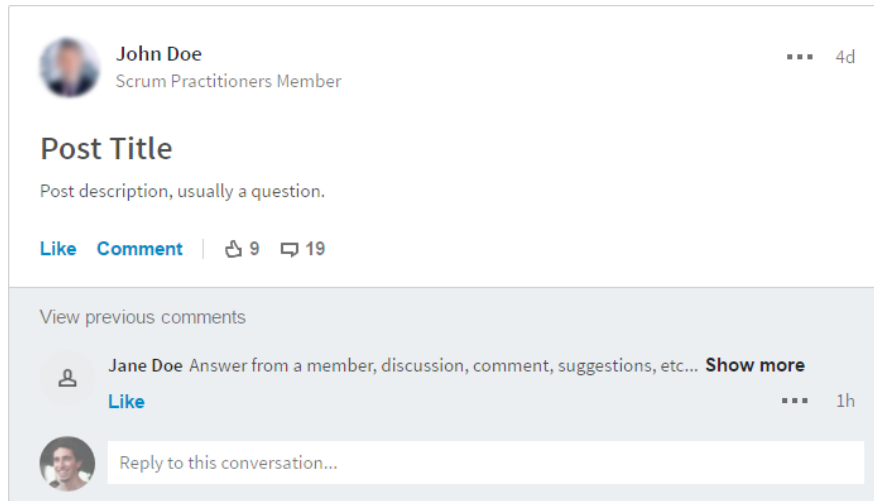 John Doe
4d
Scrum Practitioners Member
Post Title
Post description, usually a question.
Like Comment 9 19
View previous comments
Jane Doe Answer from a member, discussion, comment, suggestions, etc... Show more
Like
1h
Reply to this conversation...